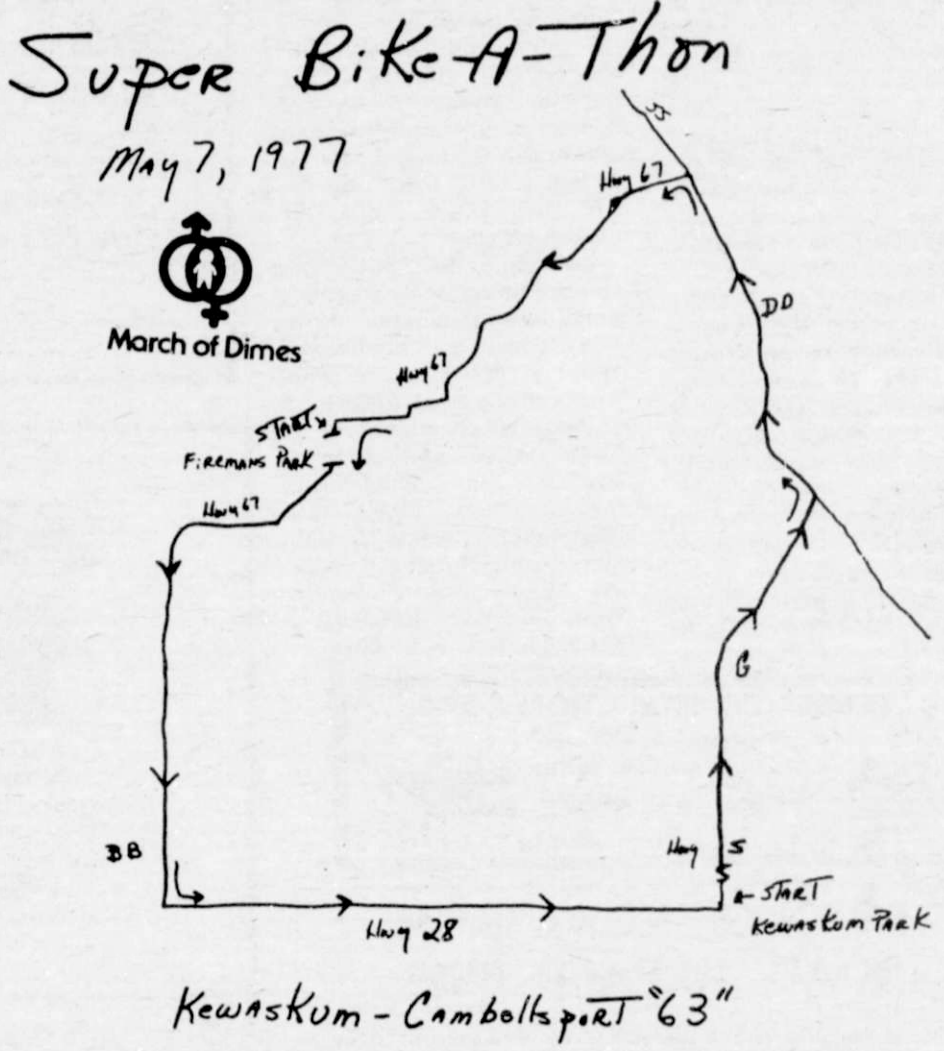 Super Bike-A-Thon
May 7, 1977
March of Dimes
SS
Hwy 67
DD
Hwy 67
START
FiREMANS PARK
Hwy 67
G
BB
Hwy S
START
KEWASKUM PARK
Hwy 28
KEWASKUM - CAmbellsporT "63"